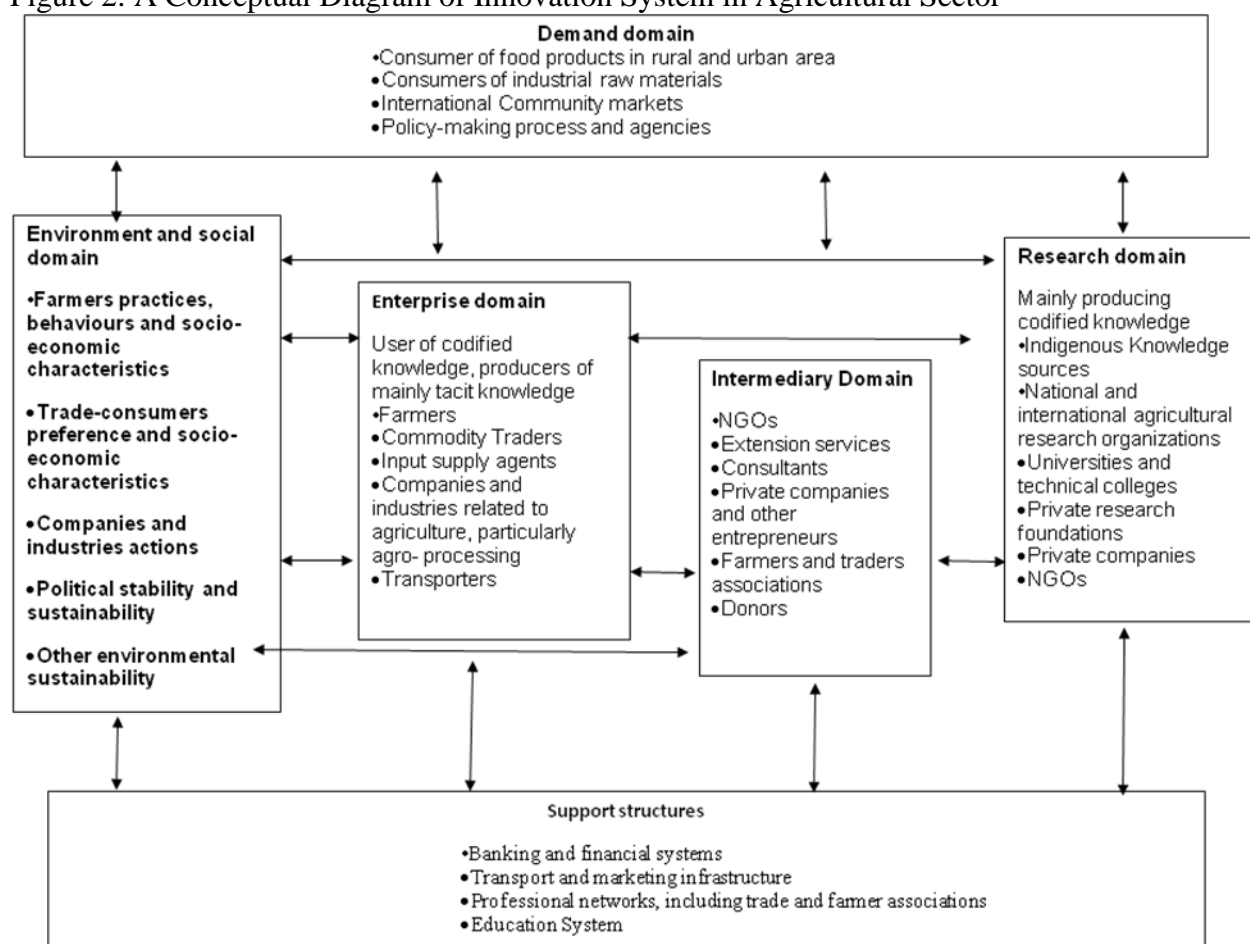 Figure 2: A Conceptual Diagram of Innovation System in Agricultural Sector
Demand domain
•Consumer of food products in rural and urban area
•Consumers of industrial raw materials
•International Community markets
•Policy-making process and agencies
Environment and social
domain
•Farmers practices,
behaviours and socio-
economic
characteristics
•Trade-consumers
preference and socio-
economic
characteristics
•Companies and
industries actions
•Political stability and
sustainability
•Other environmental
sustainability
Enterprise domain
User of codified
knowledge, producers of
mainly tacit knowledge
•Farmers
•Commodity Traders
•Input supply agents
•Companies and
industries related to
agriculture, particularly
agro- processing
•Transporters
Intermediary Domain
•NGOs
•Extension services
•Consultants
•Private companies
and other
entrepreneurs
•Farmers and traders
associations
•Donors
Research domain
Mainly producing
codified knowledge
•Indigenous Knowledge
sources
•National and
international agricultural
research organizations
•Universities and
technical colleges
•Private research
foundations
•Private companies
•NGOs
Support structures
•Banking and financial systems
•Transport and marketing infrastructure
•Professional networks, including trade and farmer associations
•Education System